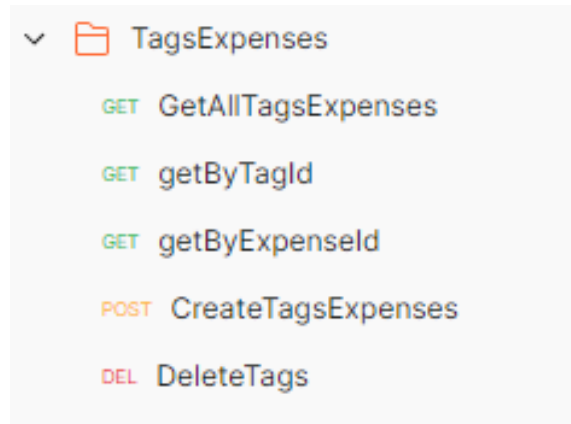 TagsExpenses
GET GetAllTagsExpenses
GET getByTagId
GET getByExpenseId
POST CreateTagsExpenses
DEL DeleteTags